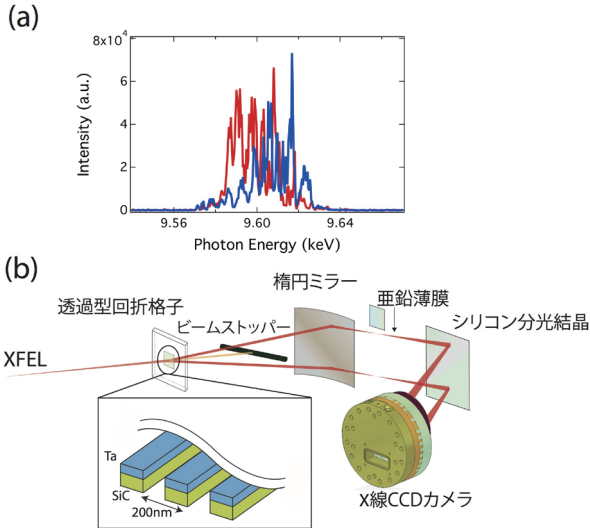 (a)
8x10⁴
6
4
2
0
Intensity (a.u.)
9.56
9.60
9.64
Photon Energy (keV)
(b)
楕円ミラー
亜鉛薄膜
透過型回折格子
ビームストッパー
シリコン分光結晶
XFEL
Ta
SiC
200nm
X線CCDカメラ